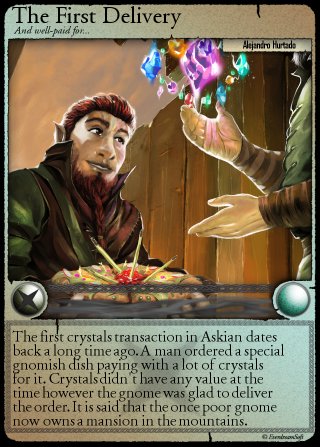 The First Delivery
And well-paid for...
Alejandro Hurtado
The first crystals transaction in Askian dates
back a long time ago. A man ordered a special
gnomish dish paying with a lot of crystals
for it. Crystals didn't have any value at the
time however the gnome was glad to deliver
the order. It is said that the once poor gnome
now owns a mansion in the mountains.
© EverdreamSoft